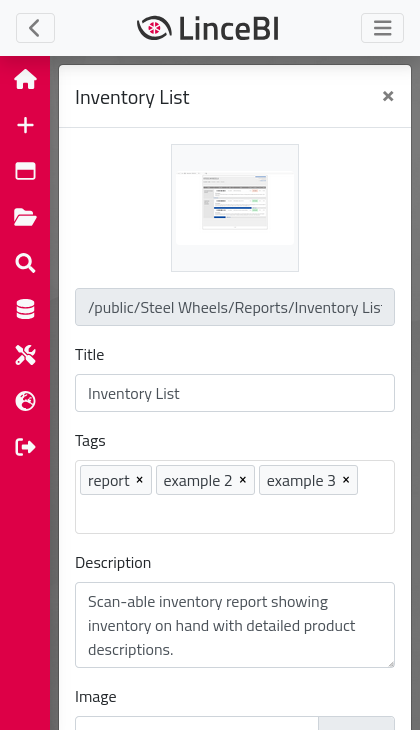 LinceBI
Inventory List
×
/public/Steel Wheels/Reports/Inventory Lis
Title
Inventory List
Tags
report × example 2 × example 3 ×
Description
Scan-able inventory report showing
inventory on hand with detailed product
descriptions.
Image